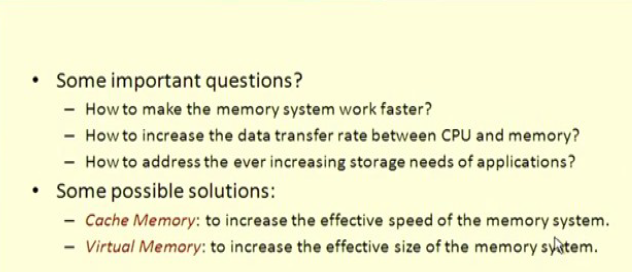 • Some important questions?
– How to make the memory system work faster?
– How to increase the data transfer rate between CPU and memory?
– How to address the ever increasing storage needs of applications?
• Some possible solutions:
– Cache Memory: to increase the effective speed of the memory system.
– Virtual Memory: to increase the effective size of the memory system.